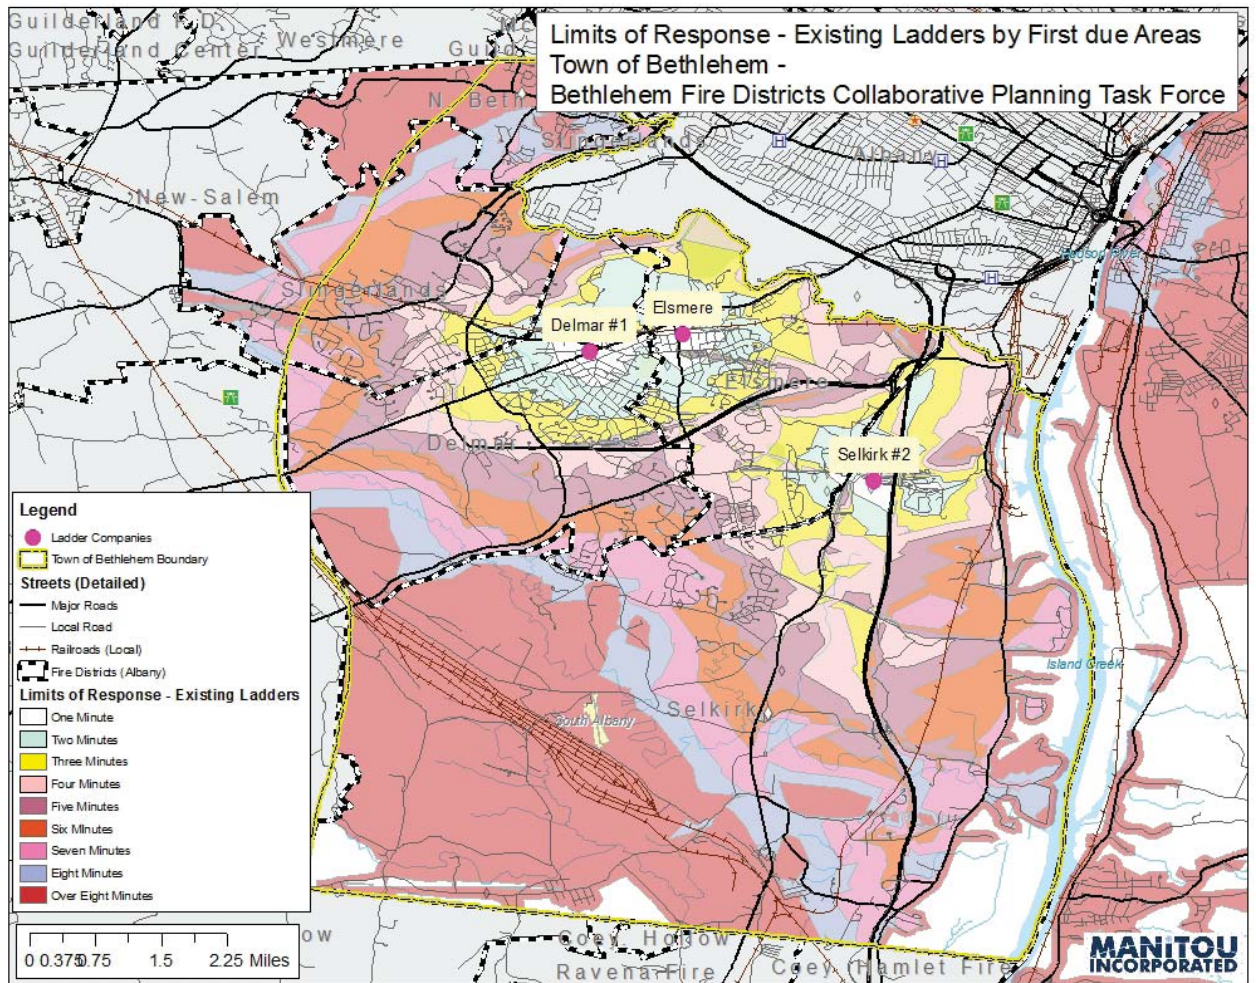 Guilderland F.D.
Guilderland Center
Westmere
Guild
Limits of Response - Existing Ladders by First due Areas
Town of Bethlehem -
Bethlehem Fire Districts Collaborative Planning Task Force
N. Beth
Slingerlands
Albany
H
H
New-Salem
Hudson River
H
Slingerlands
Elsmere
Delmar #1
Elsmere
Delmar
Selkirk #2
Legend
Ladder Companies
Town of Bethlehem Boundary
Streets (Detailed)
Major Roads
Local Road
Railroads (Local)
Fire Districts (Albany)
Limits of Response - Existing Ladders
One Minute
Two Minutes
Three Minutes
Four Minutes
Five Minutes
Six MInutes
Seven Minutes
Eight Minutes
Over Eight Minutes
Island Creek
Selkirk
South Albany
0 0.375 0.75 1.5 2.25 Miles
ow
Coey. Hollow
Ravena-Fire
Coey. Hamlet Fire
MANiTOU
INCORPORATED